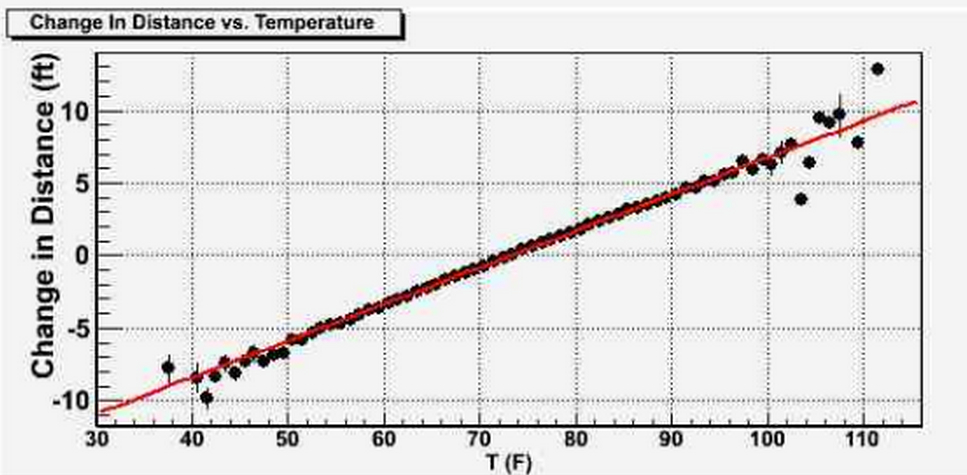 Change In Distance vs. Temperature
Change in Distance (ft)
10
5
0
-5
-10
30 40 50 60 70 80 90 100 110
T (F)